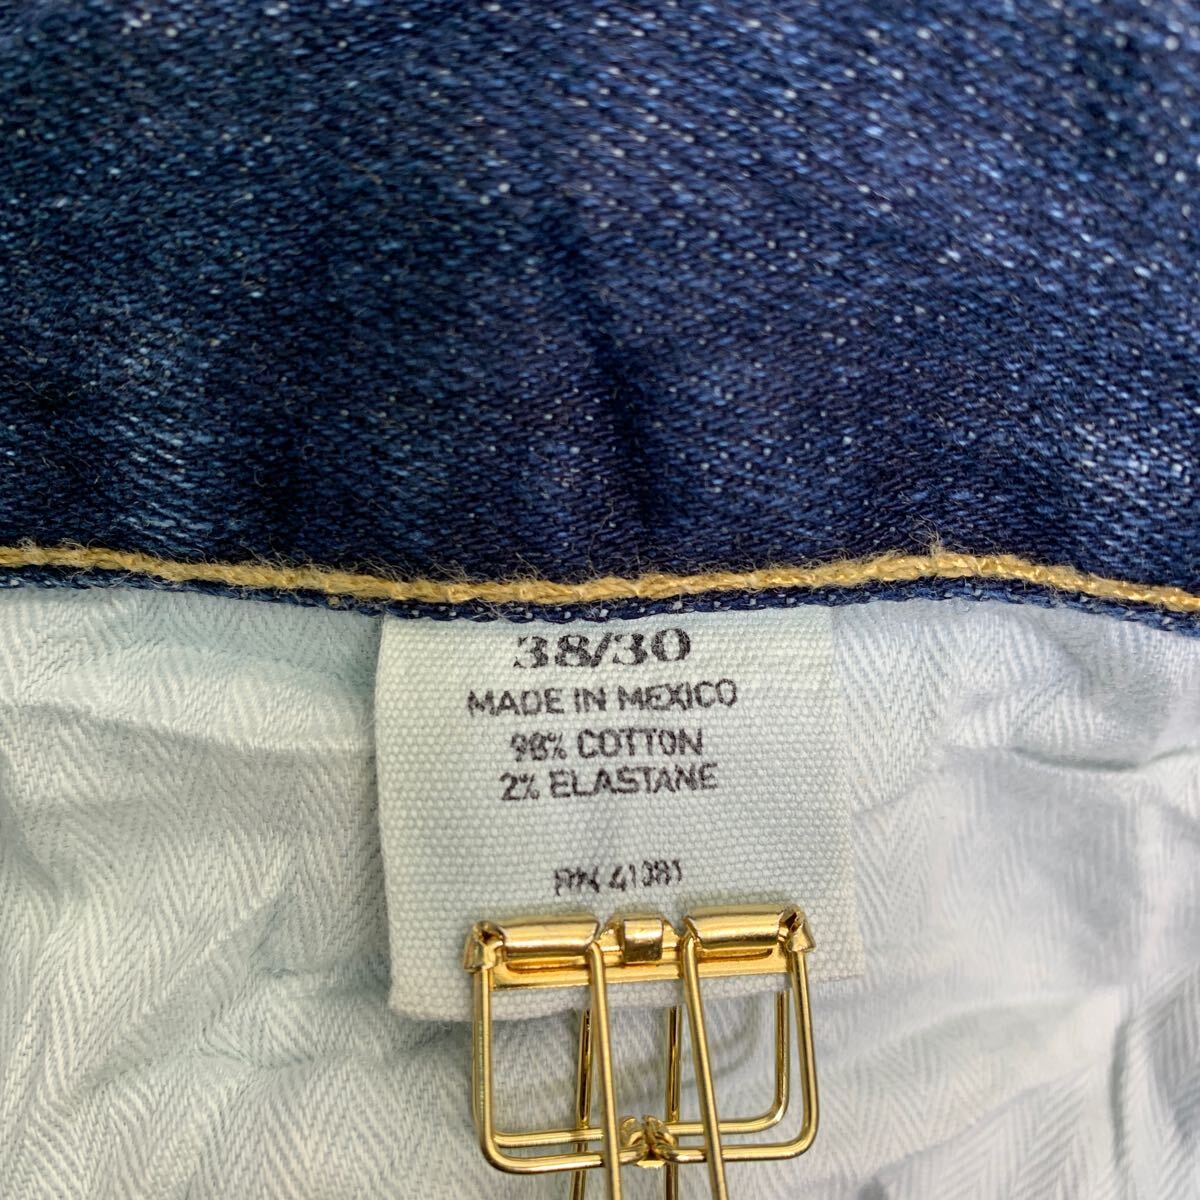 38/30
MADE IN MEXICO
98% COTTON
2% ELASTANE
RN 41381